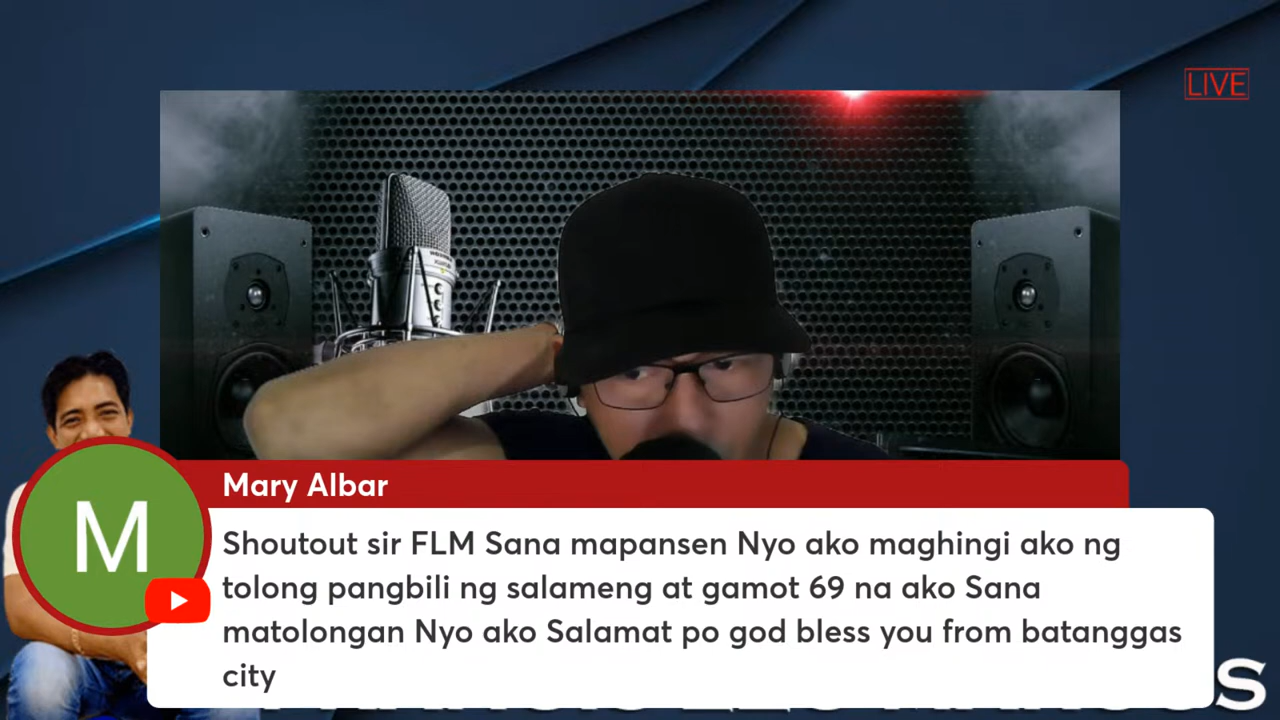 LIVE
Mary Albar
M
Shoutout sir FLM Sana mapansen Nyo ako maghingi ako ng
tolong pangbili ng salameng at gamot 69 na ako Sana
matolongan Nyo ako Salamat po god bless you from batanggas
city